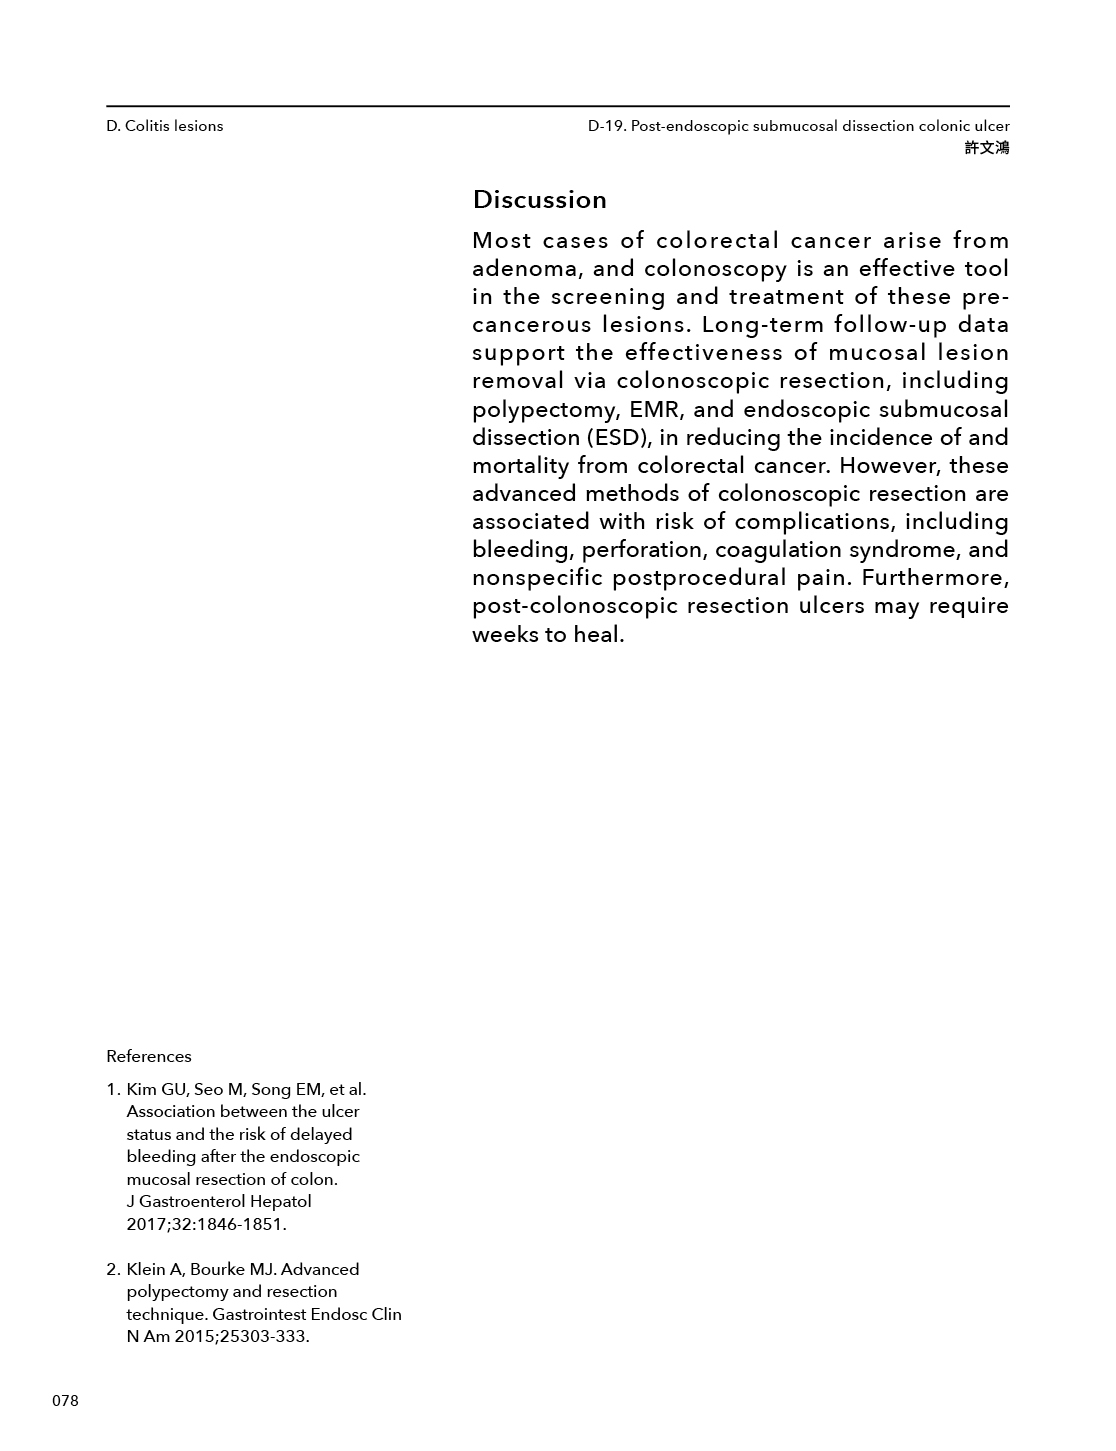 D. Colitis lesions
D-19. Post-endoscopic submucosal dissection colonic ulcer
許文鴻
Discussion
Most cases of colorectal cancer arise from
adenoma, and colonoscopy is an effective tool
in the screening and treatment of these pre-
cancerous lesions. Long-term follow-up data
support the effectiveness of mucosal lesion
removal via colonoscopic resection, including
polypectomy, EMR, and endoscopic submucosal
dissection (ESD), in reducing the incidence of and
mortality from colorectal cancer. However, these
advanced methods of colonoscopic resection are
associated with risk of complications, including
bleeding, perforation, coagulation syndrome, and
nonspecific postprocedural pain. Furthermore,
post-colonoscopic resection ulcers may require
weeks to heal.
References
1. Kim GU, Seo M, Song EM, et al.
Association between the ulcer
status and the risk of delayed
bleeding after the endoscopic
mucosal resection of colon.
J Gastroenterol Hepatol
2017;32:1846-1851.
2. Klein A, Bourke MJ. Advanced
polypectomy and resection
technique. Gastrointest Endosc Clin
N Am 2015;25303-333.
078